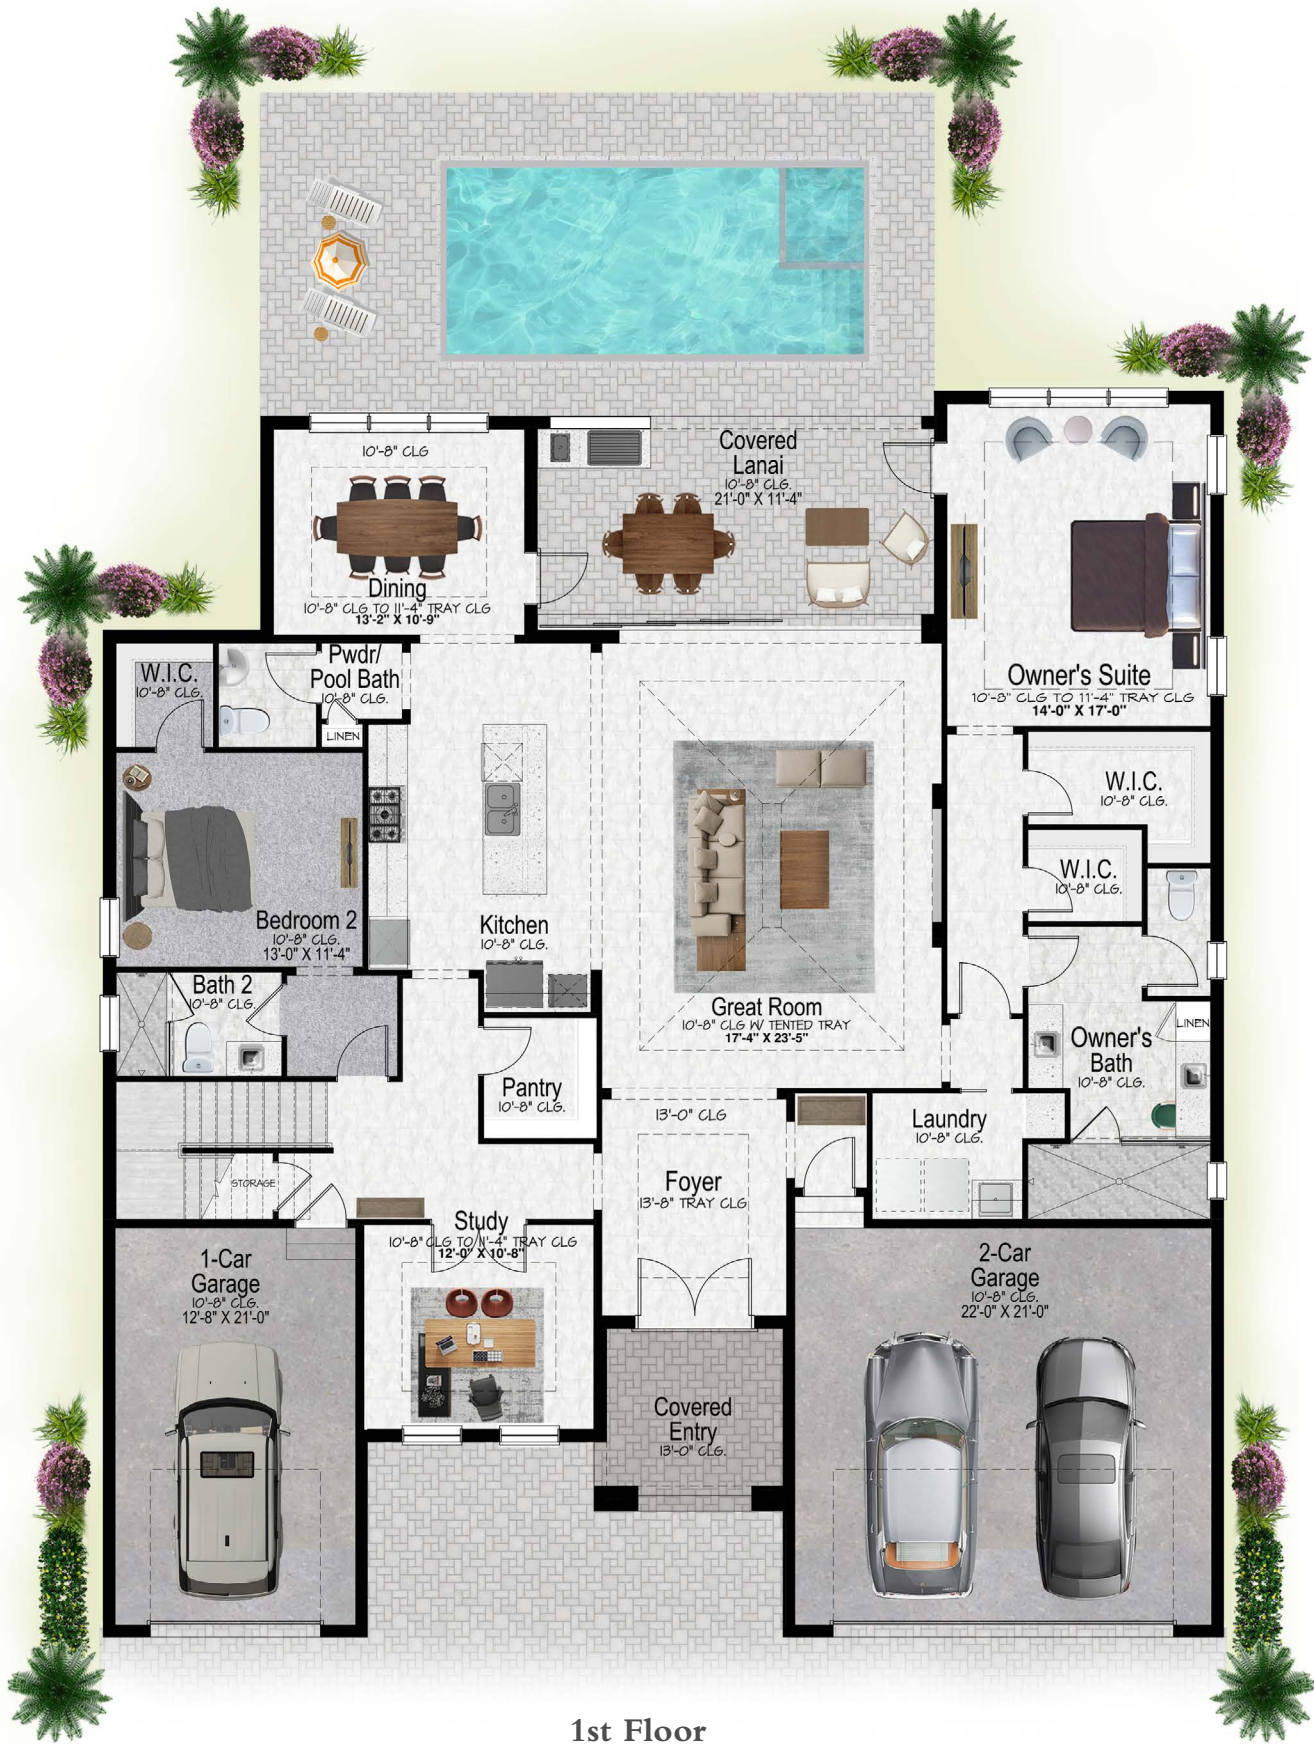 Covered
Lanai
10'-8" CLG.
21'-0" X 11'-4"
10'-8" CLG
Dining
10'-8" CLG TO 11'-4" TRAY CLG
13'-2" X 10'-9"
Owner's Suite
10'-8" CLG TO 11'-4" TRAY CLG
14'-0" X 17'-0"
W.I.C.
10'-8" CLG.
Pwdr/
Pool Bath
10'-8" CLG.
LINEN
W.I.C.
10'-8" CLG.
W.I.C.
10'-8" CLG.
Bedroom 2
10'-8" CLG.
13'-0" X 11'-4"
Kitchen
10'-8" CLG.
Bath 2
10'-8" CLG.
Great Room
10'-8" CLG W/ TENTED TRAY
17'-4" X 23'-5"
LINEN
Owner's
Bath
10'-8" CLG.
Pantry
10'-8" CLG.
13'-0" CLG
Laundry
10'-8" CLG.
STORAGE
Foyer
13'-8" TRAY CLG
Study
10'-8" CLG TO 11'-4" TRAY CLG
12'-0" X 10'-8"
1-Car
Garage
10'-8" CLG.
12'-8" X 21'-0"
2-Car
Garage
10'-8" CLG.
22'-0" X 21'-0"
Covered
Entry
13'-0" CLG.
1st Floor